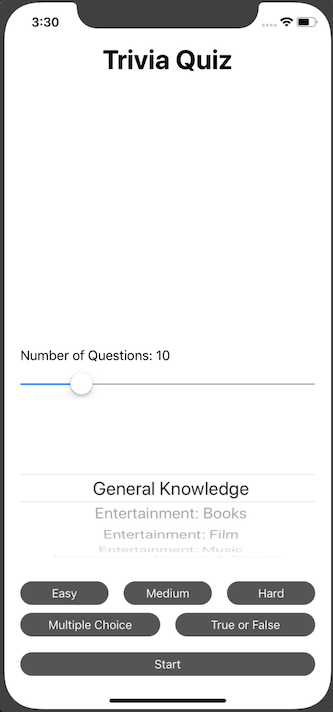 3:30
Trivia Quiz
Number of Questions: 10
General Knowledge
Entertainment: Books
Entertainment: Film
Entertainment: Music
Easy Medium Hard
Multiple Choice True or False
Start